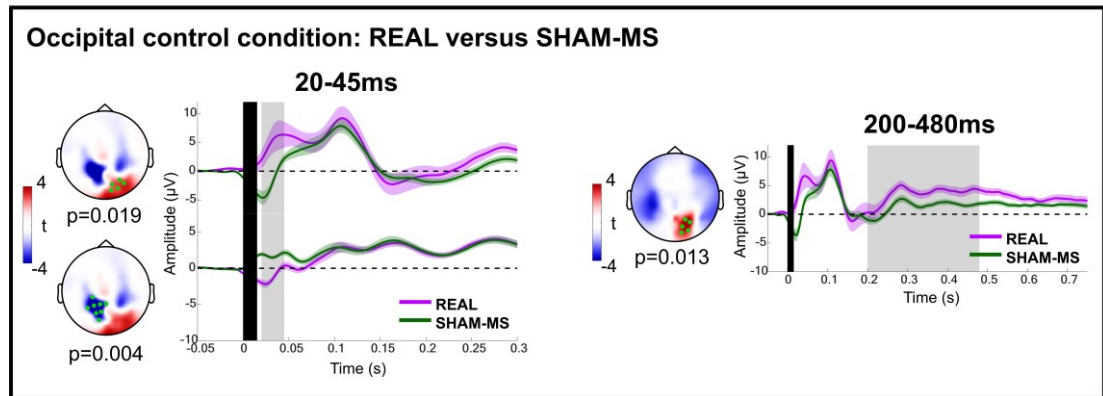 Occipital control condition: REAL versus SHAM-MS
20-45ms
4
t
-4
p=0.019
p=0.004
Amplitude (µV)
10
5
0
-5
5
0
-5
-10
REAL
SHAM-MS
-0.05 0 0.05 0.1 0.15 0.2 0.25 0.3
Time (s)
200-480ms
4
t
-4
p=0.013
Amplitude (µV)
10
5
0
-5
-10
REAL
SHAM-MS
0 0.1 0.2 0.3 0.4 0.5 0.6 0.7
Time (s)